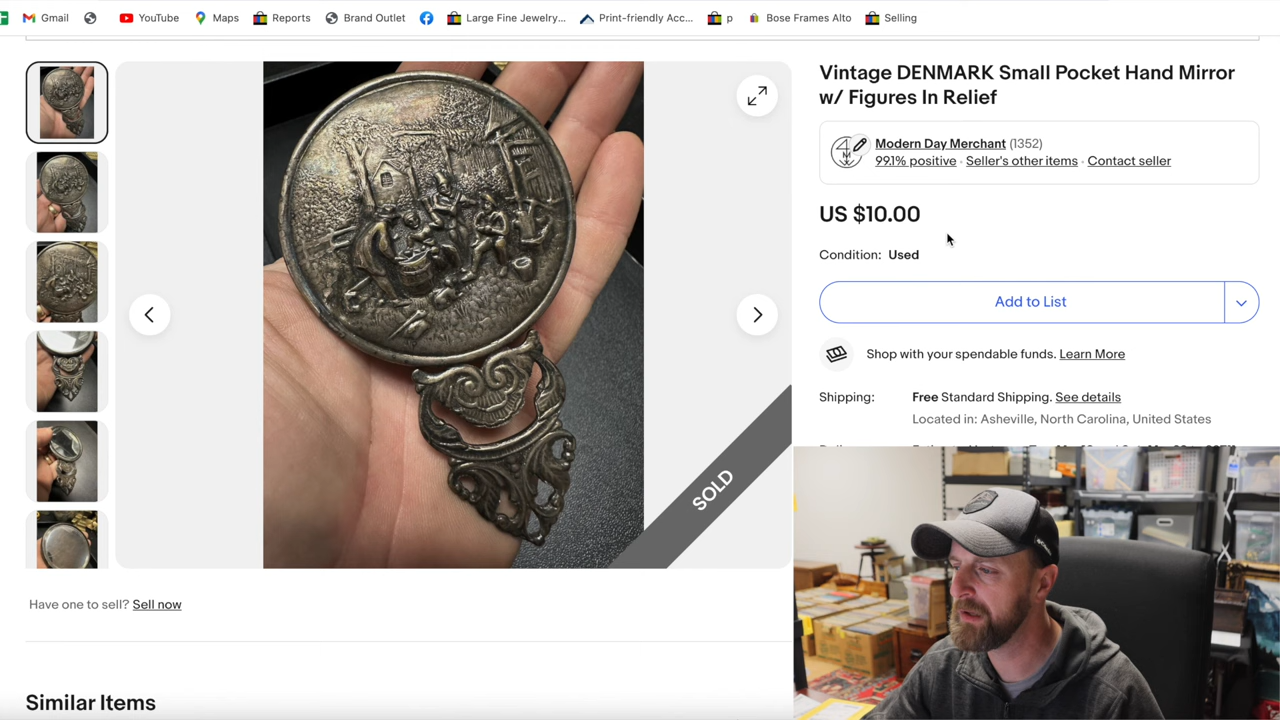 Gmail
YouTube
Maps
Reports
Brand Outlet
Large Fine Jewelry...
Print-friendly Acc...
p
Bose Frames Alto
Selling
Vintage DENMARK Small Pocket Hand Mirror
w/ Figures In Relief
Modern Day Merchant (1352)
99.1% positive · Seller's other items · Contact seller
US $10.00
Condition: Used
Add to List
Shop with your spendable funds. Learn More
Shipping: Free Standard Shipping. See details
Located in: Asheville, North Carolina, United States
SOLD
Have one to sell? Sell now
Similar Items